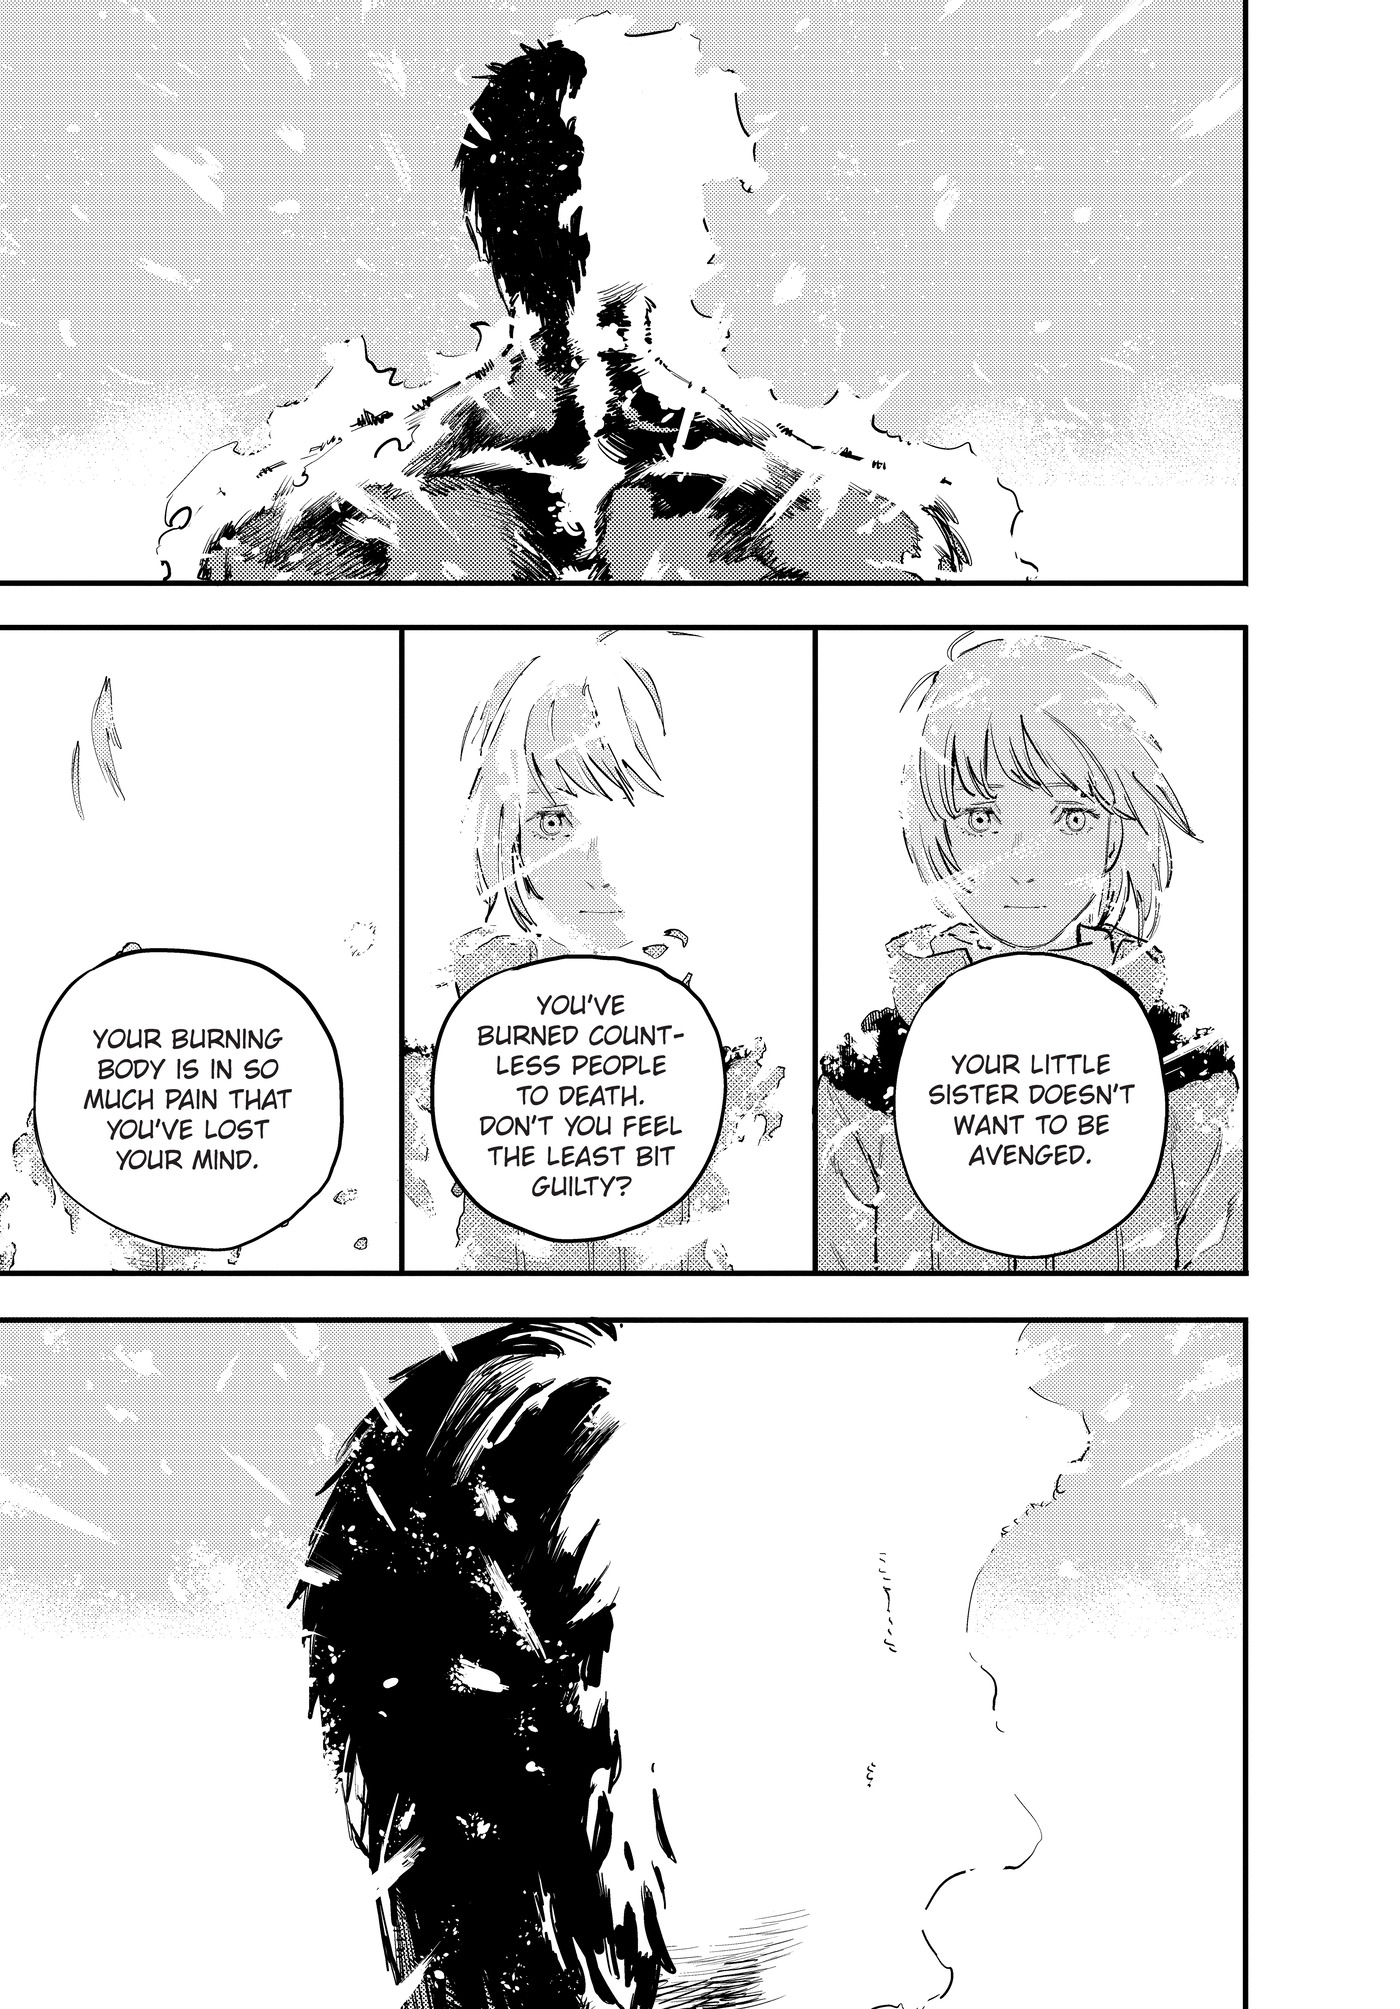 YOUR LITTLE
SISTER DOESN'T
WANT TO BE
AVENGED.
YOU'VE
BURNED COUNT-
LESS PEOPLE
TO DEATH.
DON'T YOU FEEL
THE LEAST BIT
GUILTY?
YOUR BURNING
BODY IS IN SO
MUCH PAIN THAT
YOU'VE LOST
YOUR MIND.